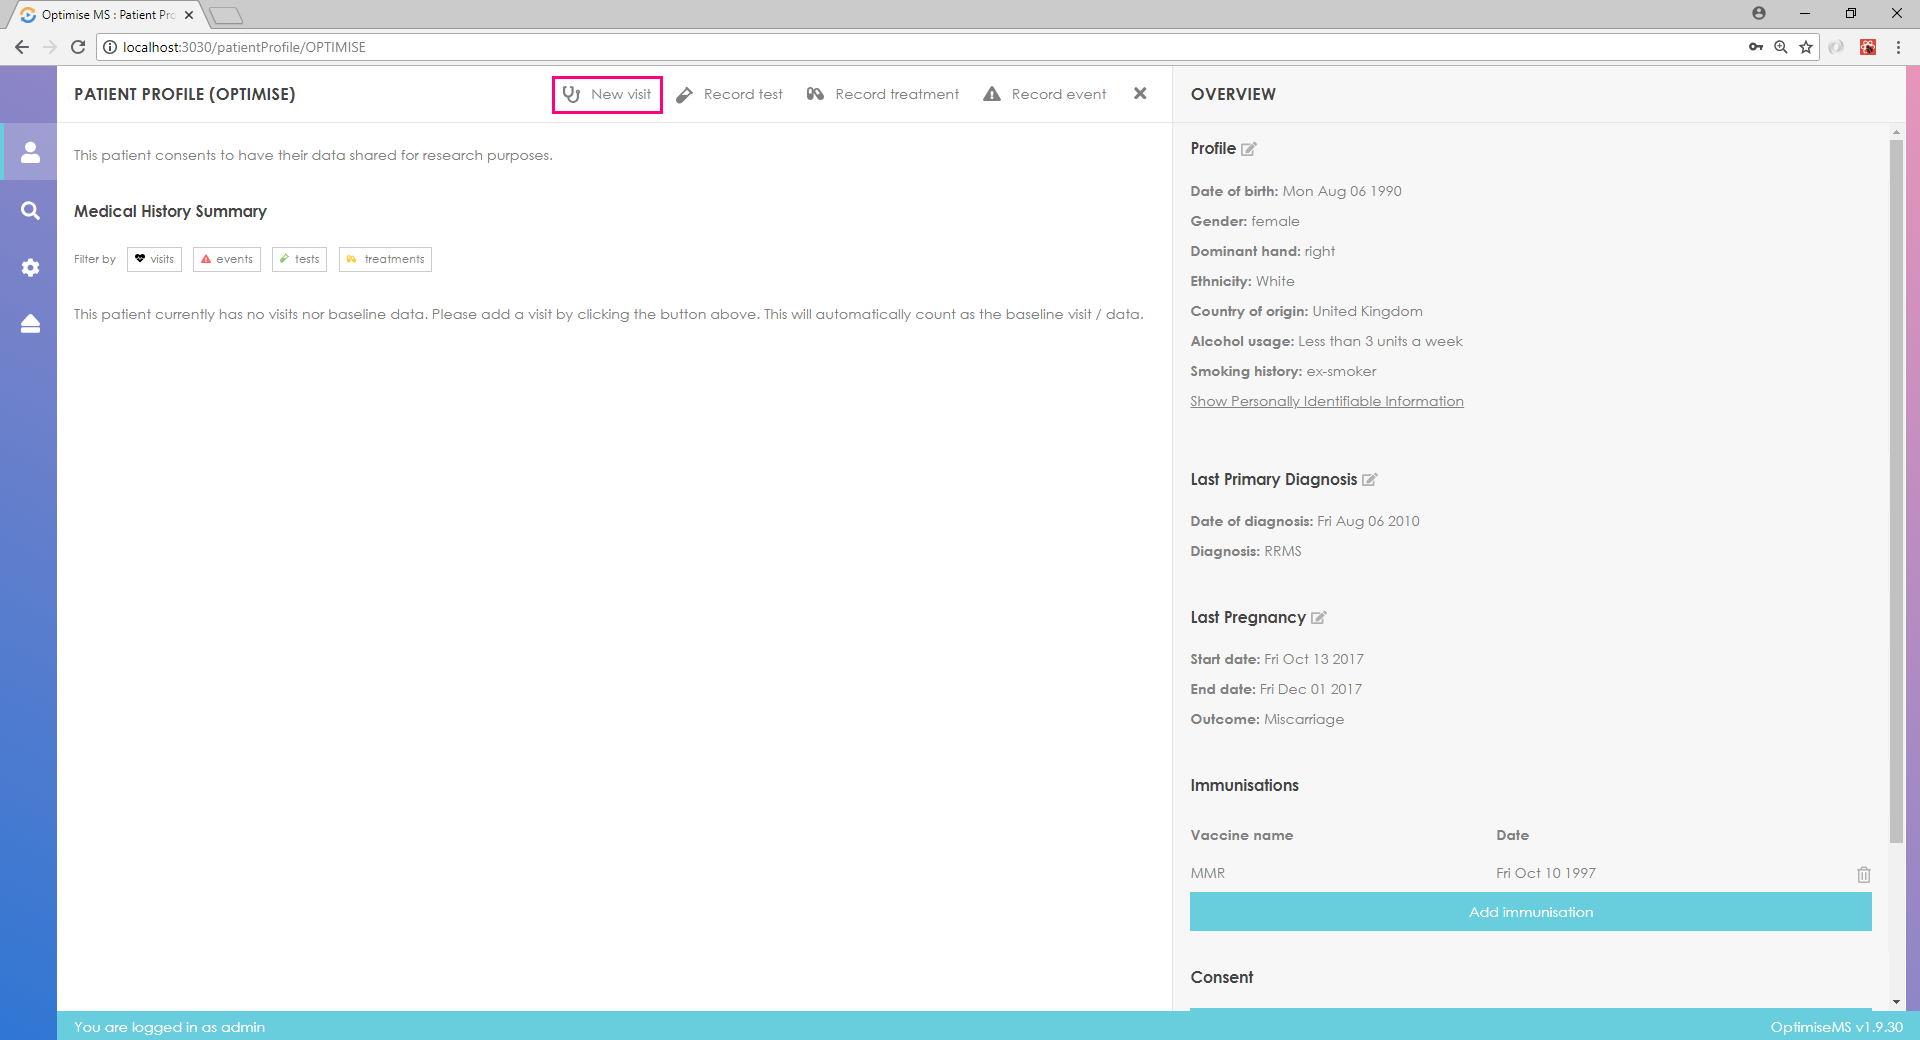 Optimise MS : Patient Pro
localhost:3030/patientProfile/OPTIMISE
PATIENT PROFILE (OPTIMISE)
New visit
Record test
Record treatment
Record event
This patient consents to have their data shared for research purposes.
Medical History Summary
Filter by
visits
events
tests
treatments
This patient currently has no visits nor baseline data. Please add a visit by clicking the button above. This will automatically count as the baseline visit / data.
OVERVIEW
Profile
Date of birth: Mon Aug 06 1990
Gender: female
Dominant hand: right
Ethnicity: White
Country of origin: United Kingdom
Alcohol usage: Less than 3 units a week
Smoking history: ex-smoker
Show Personally Identifiable Information
Last Primary Diagnosis
Date of diagnosis: Fri Aug 06 2010
Diagnosis: RRMS
Last Pregnancy
Start date: Fri Oct 13 2017
End date: Fri Dec 01 2017
Outcome: Miscarriage
Immunisations
Vaccine name Date
MMR Fri Oct 10 1997
Add immunisation
Consent
You are logged in as admin
OptimiseMS v1.9.30